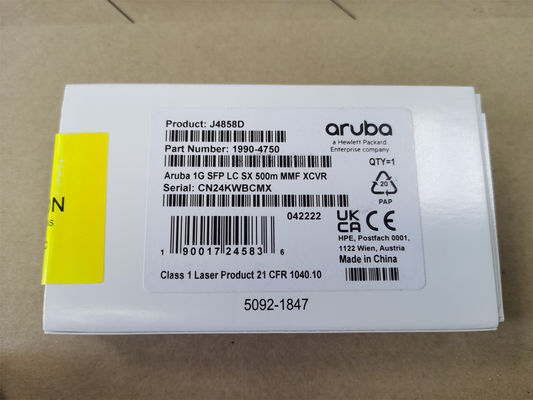 Product: J4858D
aruba
a Hewlett Packard
Enterprise company
Part Number: 1990-4750
QTY=1
Aruba 1G SFP LC SX 500m MMF XCVR
Serial: CN24KWBCMX
20
PAP
042222
UK
CA
CE
1 90017 24583 6
HPE, Postfach 0001,
1122 Wien, Austria
Made in China
Class 1 Laser Product 21 CFR 1040.10
5092-1847
N